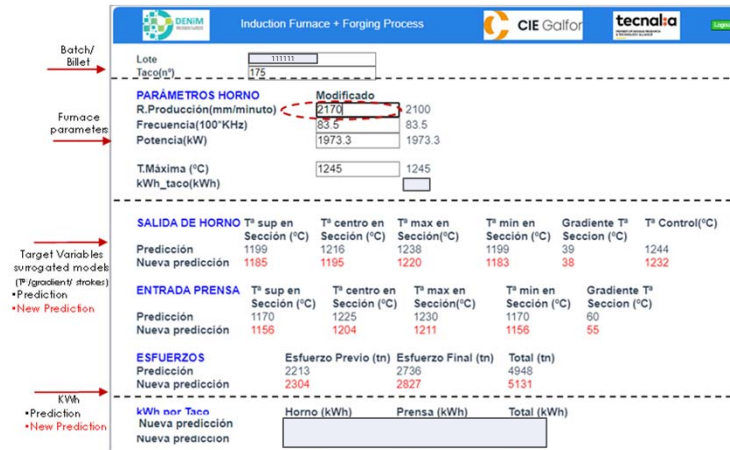 DENiM
Induction Furnace + Forging Process
CIE Galfor
tecnal:a
MEMBER OF BASQUE RESEARCH
& TECHNOLOGY ALLIANCE
Batch/
Billet
Lote 111111
Taco(nº) 175
PARÁMETROS HORNO Modificado
R.Producción(mm/minuto) 2170 2100
Frecuencia(100*KHz) 83.5 83.5
Furnace
parameters
Potencia(kW) 1973.3 1973.3
T.Máxima (ºC) 1245 1245
kWh_taco(kWh)
SALIDA DE HORNO Tª sup en Tª centro en Tª max en Tª min en Gradiente Tª Tª Control(ºC)
Sección (ºC) Sección (ºC) Sección(ºC) Sección (ºC) Seccion (ºC)
Predicción 1199 1216 1238 1199 39 1244
Nueva predicción 1185 1195 1220 1183 38 1232
Target Variables
surrogated models
(Tª/gradient/ strokes)
•Prediction
•New Prediction
ENTRADA PRENSA Tª sup en Tª centro en Tª max en Tª min en Gradiente Tª
Sección (ºC) Sección (ºC) Sección(ºC) Sección (ºC) Seccion (ºC)
Predicción 1170 1225 1230 1170 60
Nueva predicción 1156 1204 1211 1156 55
ESFUERZOS Esfuerzo Previo (tn) Esfuerzo Final (tn) Total (tn)
Predicción 2213 2736 4948
Nueva predicción 2304 2827 5131
KWh
•Prediction
•New Prediction
kWh por Taco Horno (kWh) Prensa (kWh) Total (kWh)
Nueva predicción
Nueva predicción